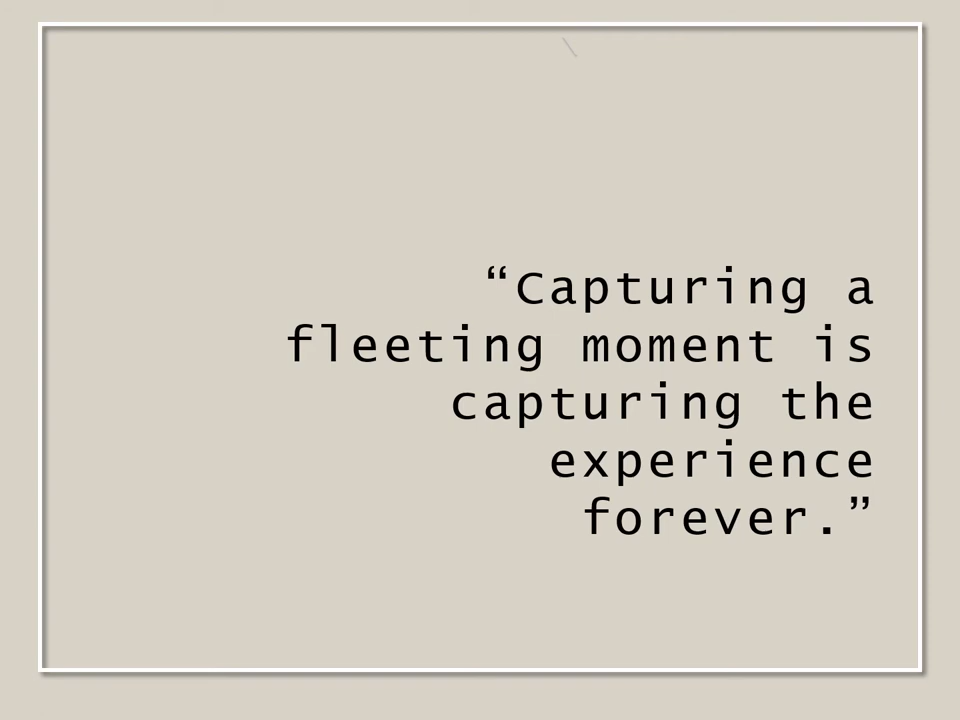 “Capturing a
fleeting moment is
capturing the
experience
forever.”